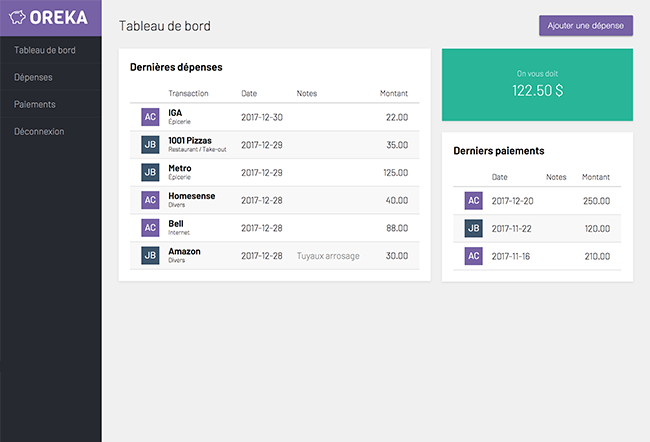 OREKA
Tableau de bord
Dépenses
Paiements
Déconnexion
Tableau de bord
Ajouter une dépense
Dernières dépenses
Transaction Date Notes Montant
AC IGA 2017-12-30 22.00
Épicerie
JB 1001 Pizzas 2017-12-29 35.00
Restaurant / Take-out
JB Metro 2017-12-29 125.00
Épicerie
AC Homesense 2017-12-28 40.00
Divers
AC Bell 2017-12-28 88.00
Internet
JB Amazon 2017-12-28 Tuyaux arrosage 30.00
Divers
On vous doit
122.50 $
Derniers paiements
Date Notes Montant
AC 2017-12-20 250.00
JB 2017-11-22 120.00
AC 2017-11-16 210.00